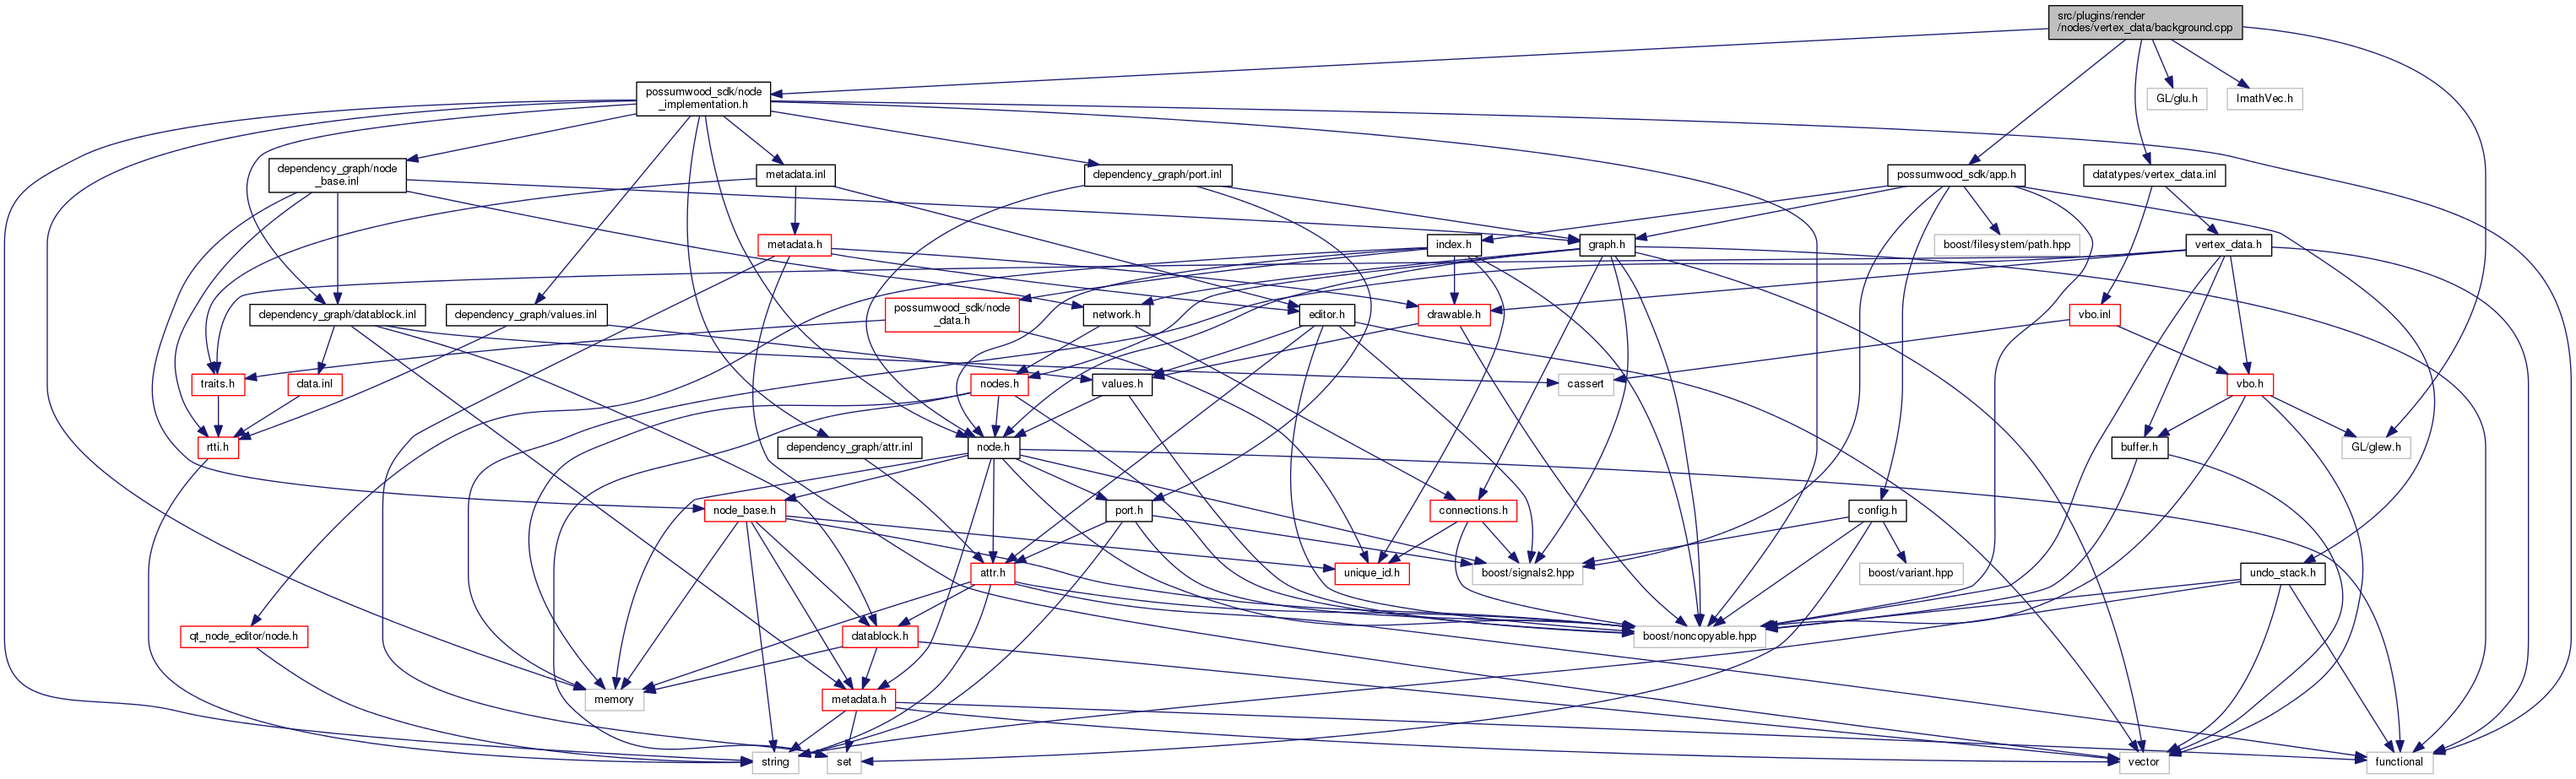 src/plugins/render
/nodes/vertex_data/background.cpp
possumwood_sdk/node
_implementation.h
GL/glu.h
ImathVec.h
dependency_graph/node
_base.inl
metadata.inl
dependency_graph/port.inl
possumwood_sdk/app.h
datatypes/vertex_data.inl
metadata.h
index.h
graph.h
boost/filesystem/path.hpp
vertex_data.h
dependency_graph/datablock.inl
dependency_graph/values.inl
possumwood_sdk/node
_data.h
network.h
editor.h
drawable.h
vbo.inl
traits.h
data.inl
nodes.h
values.h
cassert
vbo.h
rtti.h
dependency_graph/attr.inl
node.h
buffer.h
GL/glew.h
node_base.h
port.h
connections.h
config.h
attr.h
unique_id.h
boost/signals2.hpp
boost/variant.hpp
undo_stack.h
qt_node_editor/node.h
datablock.h
boost/noncopyable.hpp
memory
metadata.h
string
set
vector
functional